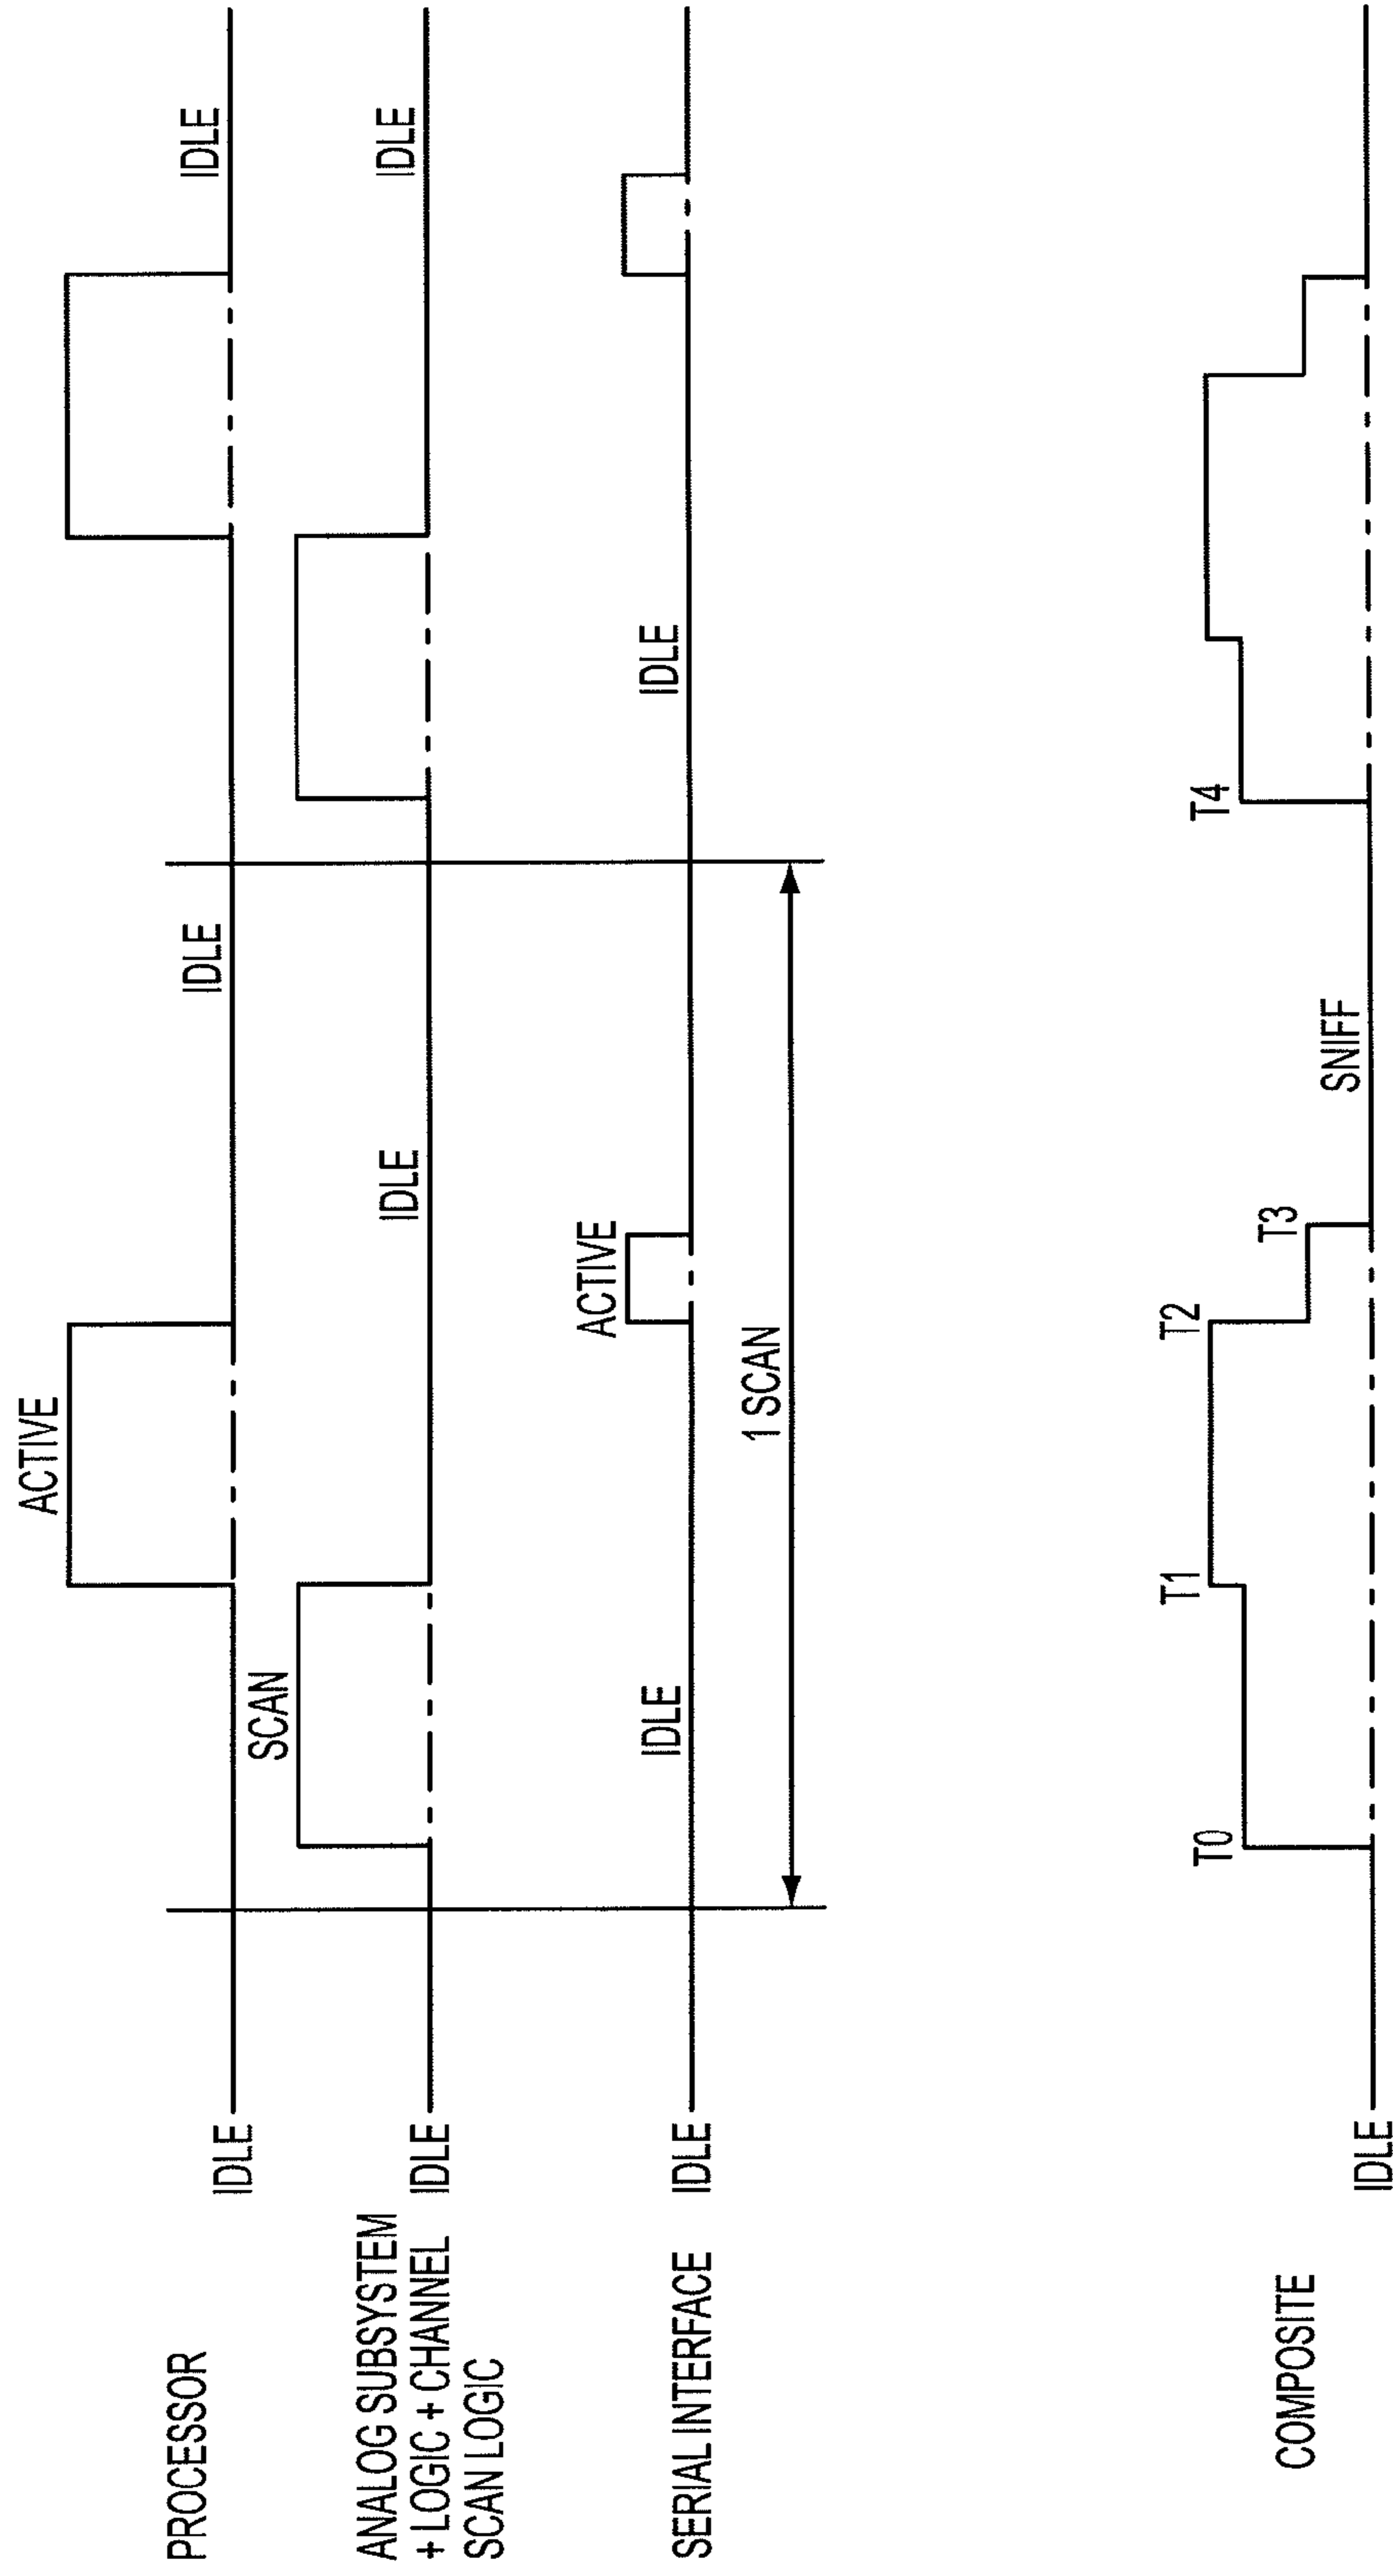 ACTIVE
PROCESSOR
IDLE
IDLE
IDLE
SCAN
ANALOG SUBSYSTEM
+ LOGIC + CHANNEL
SCAN LOGIC
IDLE
IDLE
IDLE
ACTIVE
SERIAL INTERFACE
IDLE
IDLE
IDLE
1 SCAN
T0
T1
T2
T3
T4
COMPOSITE
IDLE
SNIFF